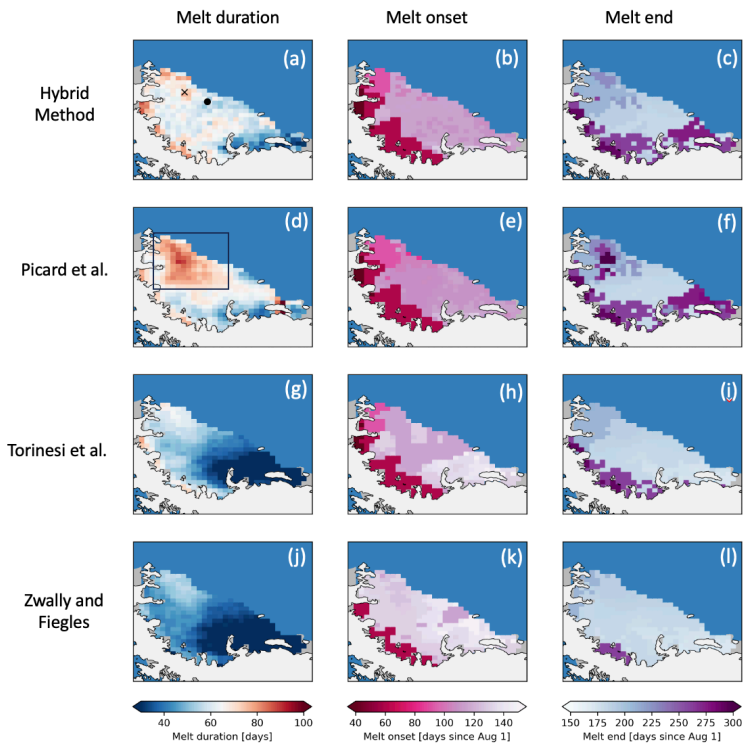 Melt duration Melt onset Melt end
Hybrid
Method
(a) (b) (c)
Picard et al.
(d) (e) (f)
Torinesi et al.
(g) (h) (i)
Zwally and
Fiegles
(j) (k) (l)
40 60 80 100
Melt duration [days]
40 60 80 100 120 140
Melt onset [days since Aug 1]
150 175 200 225 250 275 300
Melt end [days since Aug 1]